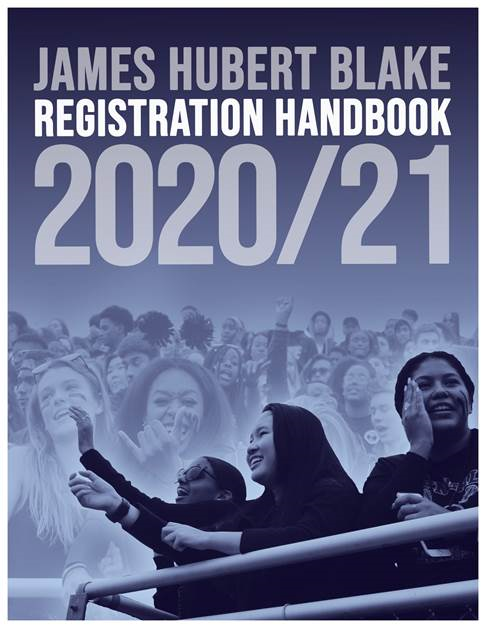 JAMES HUBERT BLAKE
REGISTRATION HANDBOOK
2020/21